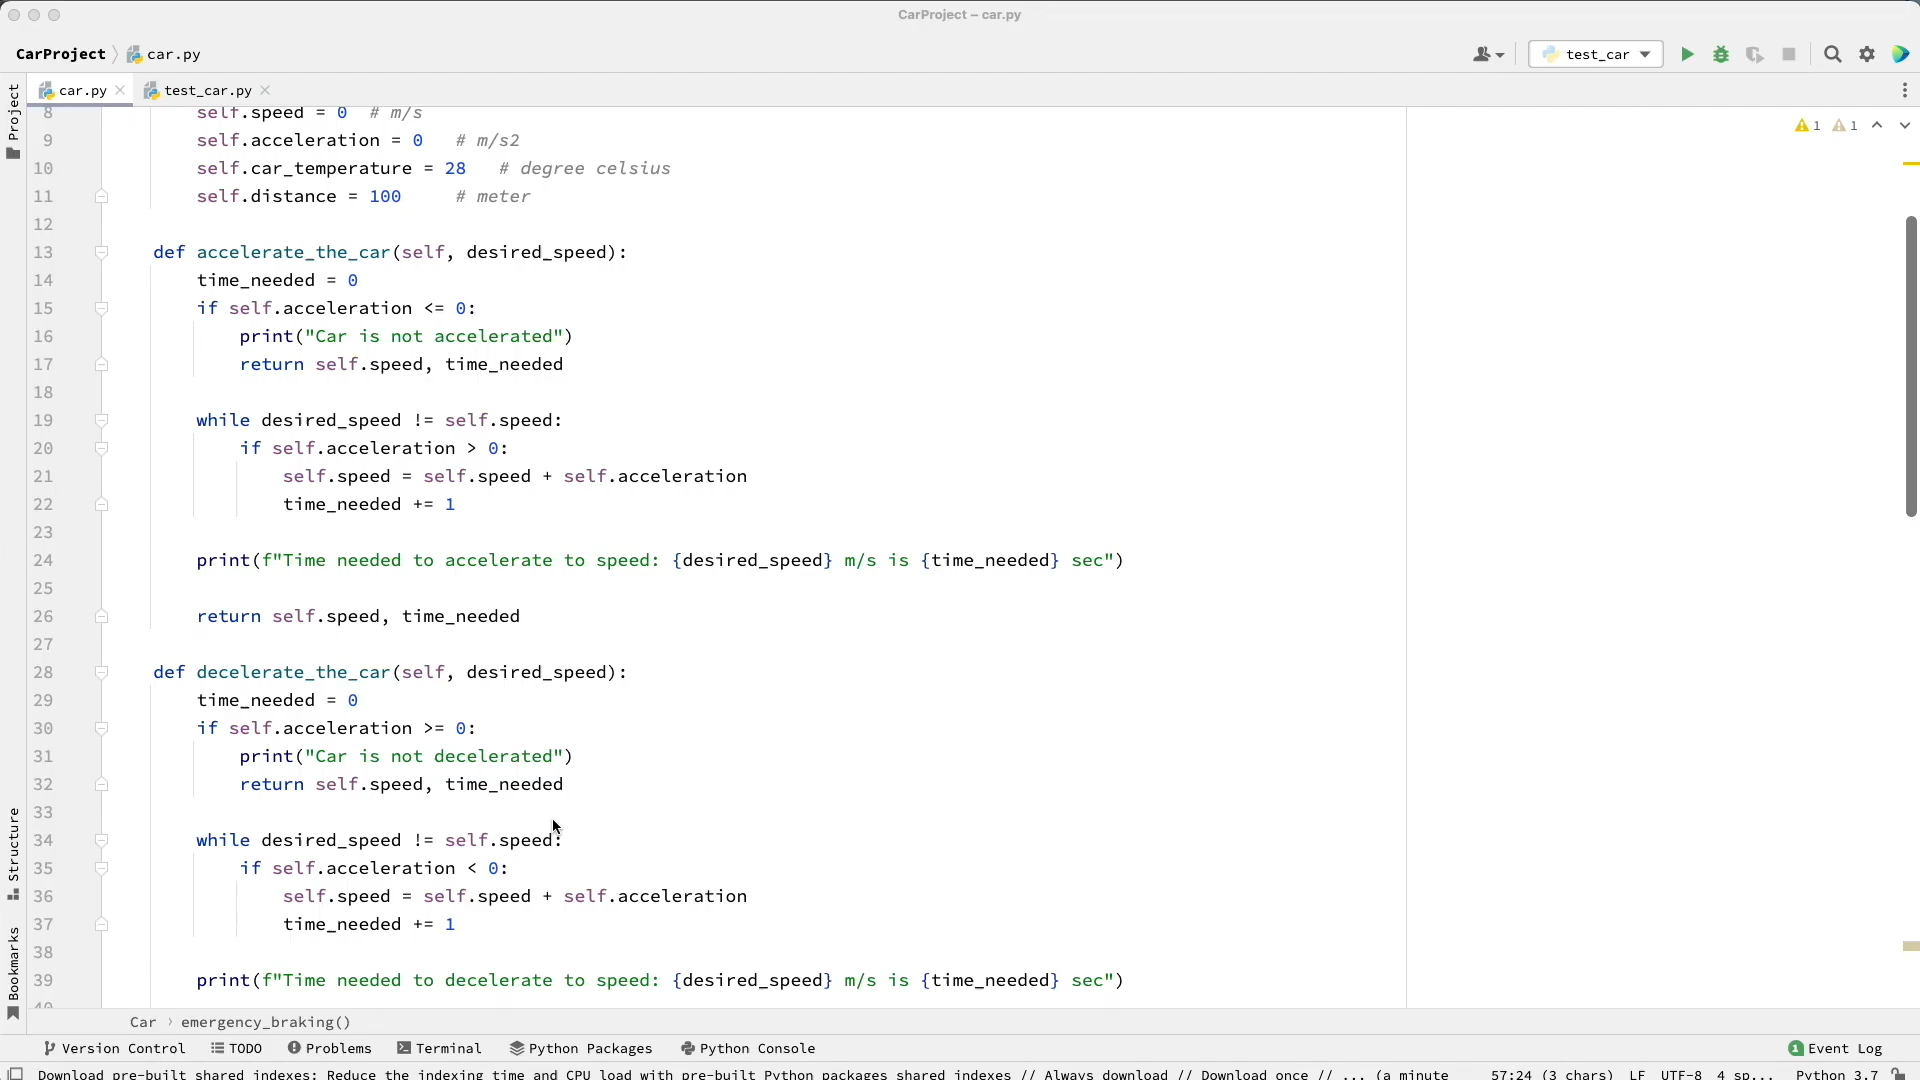 CarProject – car.py
CarProject 〉 car.py
test_car
Project
car.py
test_car.py
1 1
8 self.speed = 0 # m/s
9 self.acceleration = 0 # m/s2
10 self.car_temperature = 28 # degree celsius
11 self.distance = 100 # meter
12
13 def accelerate_the_car(self, desired_speed):
14 time_needed = 0
15 if self.acceleration <= 0:
16 print("Car is not accelerated")
17 return self.speed, time_needed
18
19 while desired_speed != self.speed:
20 if self.acceleration > 0:
21 self.speed = self.speed + self.acceleration
22 time_needed += 1
23
24 print(f"Time needed to accelerate to speed: {desired_speed} m/s is {time_needed} sec")
25
26 return self.speed, time_needed
27
28 def decelerate_the_car(self, desired_speed):
29 time_needed = 0
30 if self.acceleration >= 0:
31 print("Car is not decelerated")
32 return self.speed, time_needed
33
34 while desired_speed != self.speed:
35 if self.acceleration < 0:
36 self.speed = self.speed + self.acceleration
37 time_needed += 1
38
39 print(f"Time needed to decelerate to speed: {desired_speed} m/s is {time_needed} sec")
40
Structure
Bookmarks
Car › emergency_braking()
Version Control TODO Problems Terminal Python Packages Python Console 1 Event Log
Download pre-built shared indexes: Reduce the indexing time and CPU load with pre-built Python packages shared indexes // Always download // Download once // ... (a minute 57:24 (3 chars) LF UTF-8 4 sp... Python 3.7